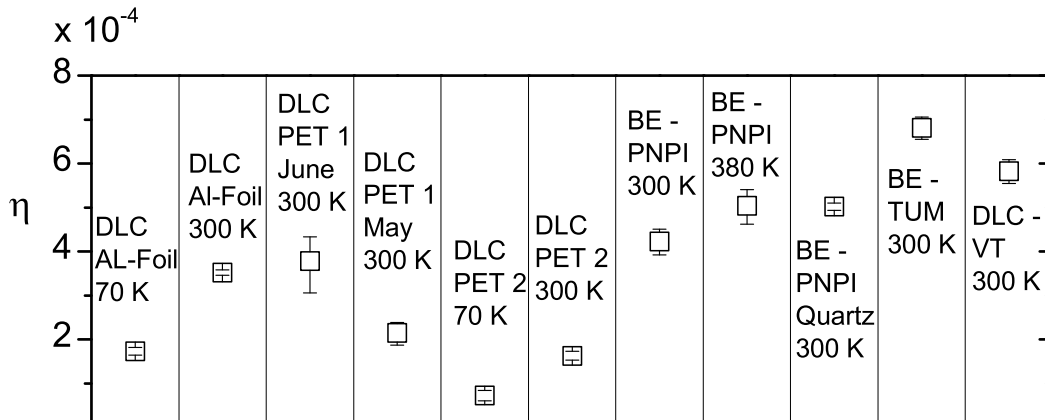 x 10⁻⁴
8
6
4
2
η
DLC
AL-Foil
70 K
DLC
Al-Foil
300 K
DLC
PET 1
June
300 K
DLC
PET 1
May
300 K
DLC
PET 2
70 K
DLC
PET 2
300 K
BE -
PNPI
300 K
BE -
PNPI
380 K
BE -
PNPI
Quartz
300 K
BE -
TUM
300 K
DLC -
VT
300 K